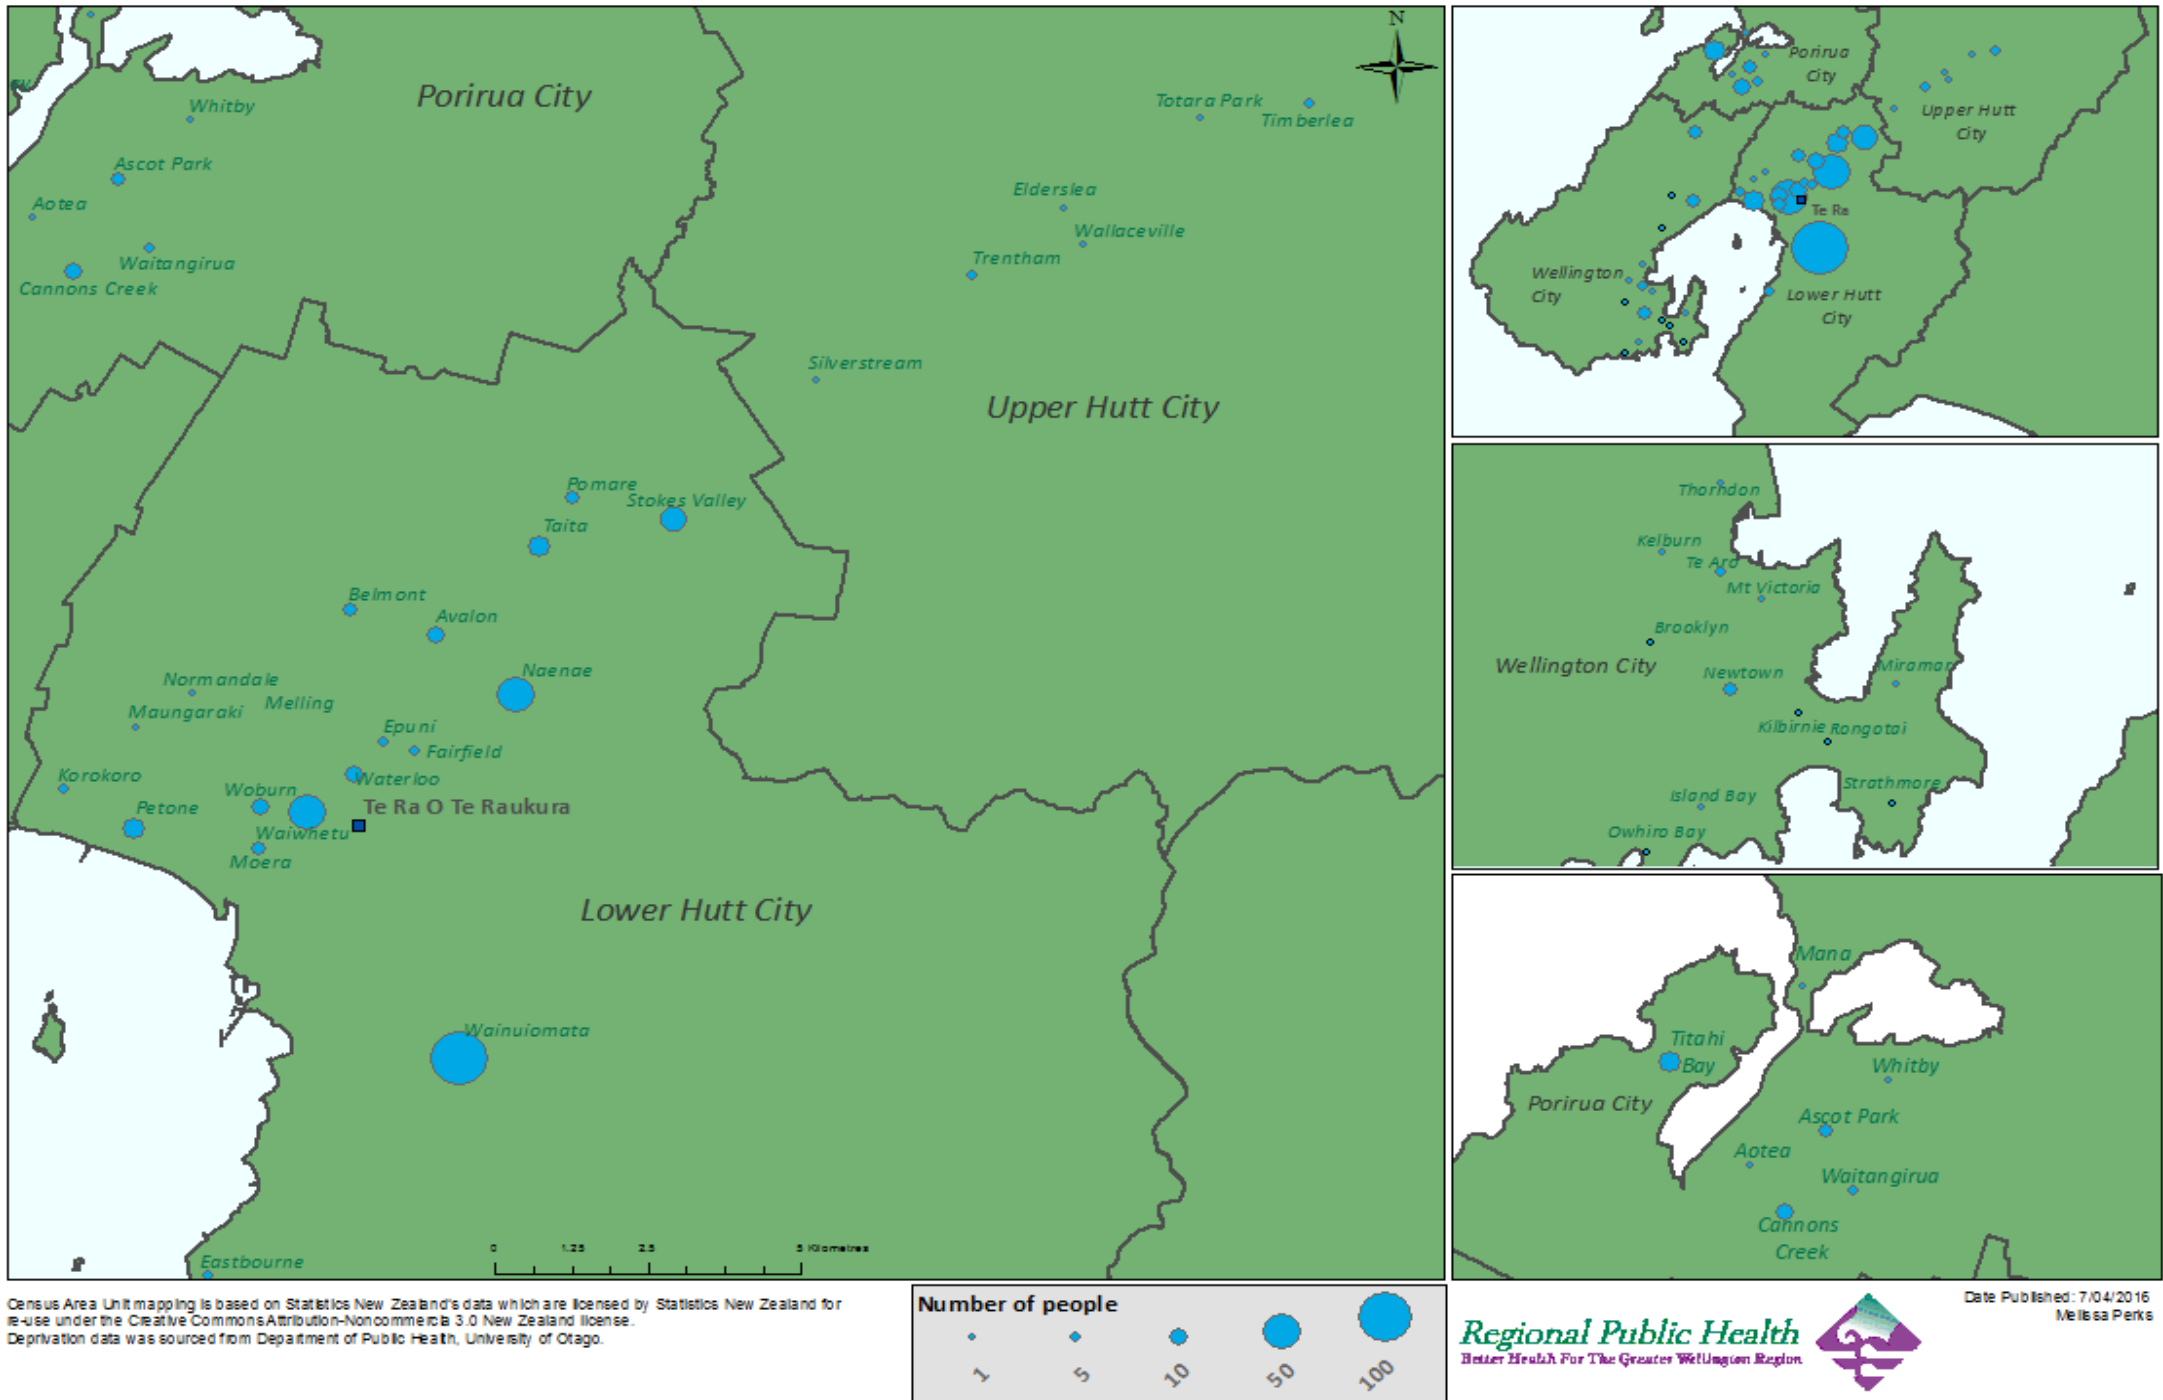 N
Porirua City
Whitby
Ascot Park
Aotea
Waitangirua
Cannons Creek
Totara Park
Timberlea
Elderslea
Wallaceville
Trentham
Silverstream
Upper Hutt City
Pomare
Stokes Valley
Taita
Belmont
Avalon
Naenae
Normandale
Melling
Maungaraki
Epuni
Fairfield
Korokoro
Waterloo
Woburn
Petone
Te Ra O Te Raukura
Waiwhetu
Moera
Lower Hutt City
Wainuiomata
Eastbourne
0 1.25 2.5 5 Kilometres
Porirua
City
Upper Hutt
City
Te Ra
Wellington
City
Lower Hutt
City
Thorndon
Kelburn
Te Aro
Mt Victoria
Brooklyn
Wellington City
Newtown
Miramar
Kilbirnie
Rongotai
Strathmore
Island Bay
Owhiro Bay
Mana
Titahi
Bay
Whitby
Porirua City
Ascot Park
Aotea
Waitangirua
Cannons
Creek
Census Area Unit mapping is based on Statistics New Zealand's data which are licensed by Statistics New Zealand for
re-use under the Creative Commons Attribution-Noncommercia 3.0 New Zealand license.
Deprivation data was sourced from Department of Public Health, University of Otago.
Number of people
1 5 10 50 100
Regional Public Health
Better Health For The Greater Wellington Region
Date Published: 7/04/2016
Melissa Perks